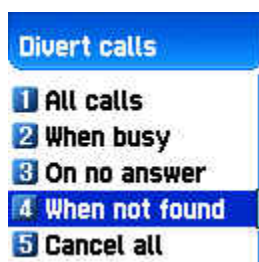 Divert calls
1 All calls
2 When busy
3 On no answer
4 When not found
5 Cancel all